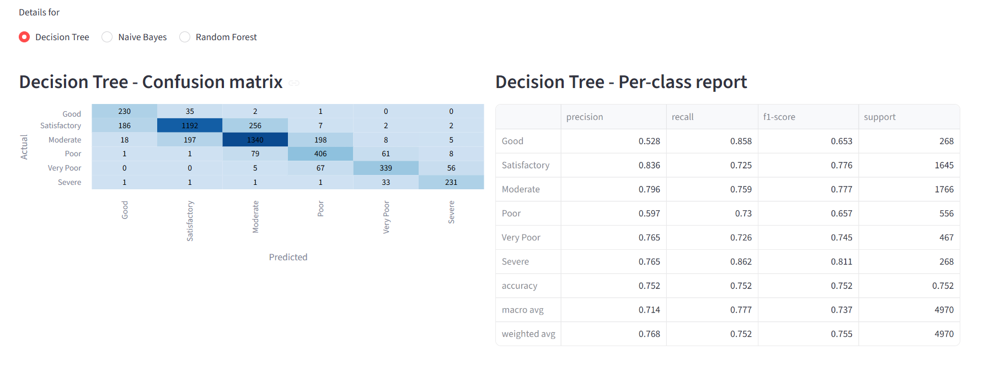 Details for
Decision Tree Naive Bayes Random Forest
Decision Tree - Confusion matrix
Actual
Good 230 35 2 1 0 0
Satisfactory 186 1192 256 7 2 2
Moderate 18 197 1340 198 8 5
Poor 1 1 79 406 61 8
Very Poor 0 0 5 67 339 56
Severe 1 1 1 1 33 231
Good Satisfactory Moderate Poor Very Poor Severe
Predicted
Decision Tree - Per-class report
precision recall f1-score support
Good 0.528 0.858 0.653 268
Satisfactory 0.836 0.725 0.776 1645
Moderate 0.796 0.759 0.777 1766
Poor 0.597 0.73 0.657 556
Very Poor 0.765 0.726 0.745 467
Severe 0.765 0.862 0.811 268
accuracy 0.752 0.752 0.752 0.752
macro avg 0.714 0.777 0.737 4970
weighted avg 0.768 0.752 0.755 4970